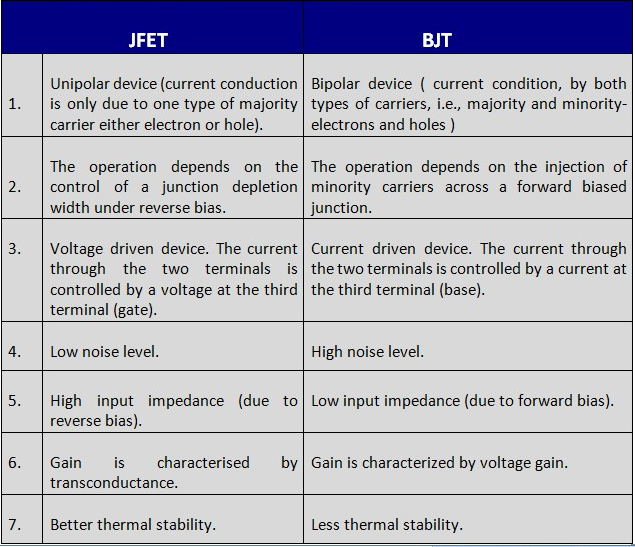 JFET BJT
1. Unipolar device (current conduction is only due to one type of majority carrier either electron or hole).
Bipolar device ( current condition, by both types of carriers, i.e., majority and minority-electrons and holes )
2. The operation depends on the control of a junction depletion width under reverse bias.
The operation depends on the injection of minority carriers across a forward biased junction.
3. Voltage driven device. The current through the two terminals is controlled by a voltage at the third terminal (gate).
Current driven device. The current through the two terminals is controlled by a current at the third terminal (base).
4. Low noise level.
High noise level.
5. High input impedance (due to reverse bias).
Low input impedance (due to forward bias).
6. Gain is characterised by transconductance.
Gain is characterized by voltage gain.
7. Better thermal stability.
Less thermal stability.